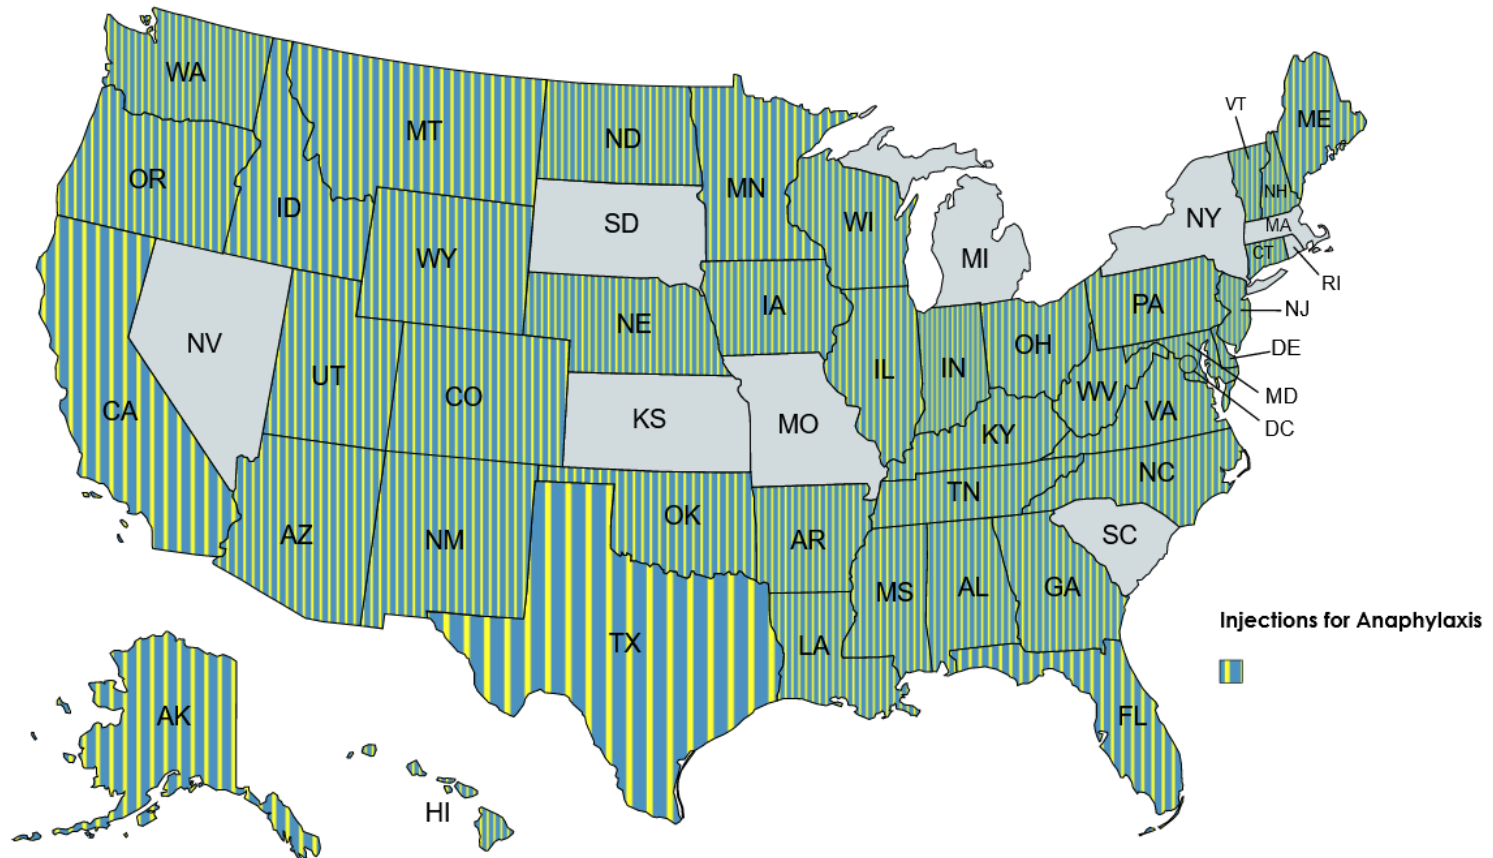 WA
MT
ND
MN
ME
VT
OR
ID
SD
WI
NH
NY
MA
WY
MI
CT
RI
IA
PA
NJ
NE
NV
UT
CO
IL
IN
OH
DE
MD
DC
CA
KS
MO
WV
VA
KY
NC
TN
AZ
NM
OK
AR
SC
MS
AL
GA
TX
LA
Injections for Anaphylaxis
AK
FL
HI